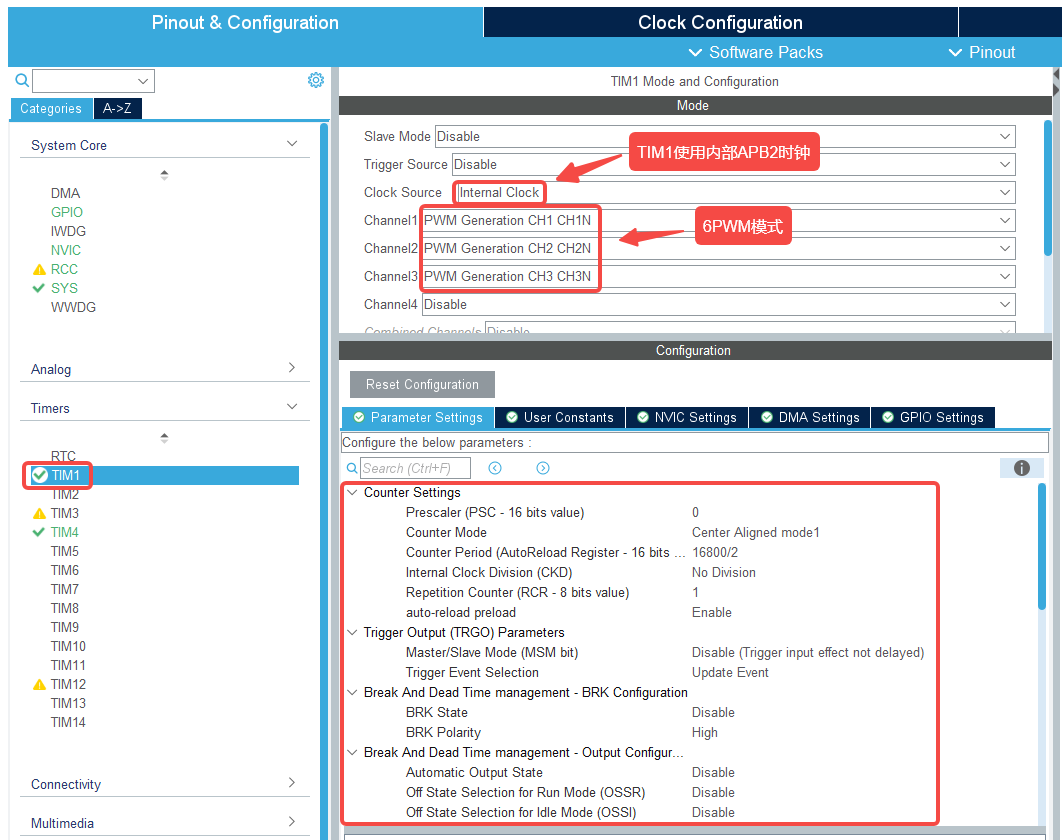 Pinout & Configuration
Clock Configuration
Software Packs
Pinout
Categories
A->Z
System Core
DMA
GPIO
IWDG
NVIC
RCC
SYS
WWDG
Analog
Timers
RTC
TIM1
TIM2
TIM3
TIM4
TIM5
TIM6
TIM7
TIM8
TIM9
TIM10
TIM11
TIM12
TIM13
TIM14
Connectivity
Multimedia
TIM1 Mode and Configuration
Mode
Slave Mode Disable
Trigger Source Disable
Clock Source Internal Clock
Channel1 PWM Generation CH1 CH1N
Channel2 PWM Generation CH2 CH2N
Channel3 PWM Generation CH3 CH3N
Channel4 Disable
Combined Channels Disable
TIM1使用内部APB2时钟
6PWM模式
Configuration
Reset Configuration
Parameter Settings
User Constants
NVIC Settings
DMA Settings
GPIO Settings
Configure the below parameters :
Search (Ctrl+F)
Counter Settings
Prescaler (PSC - 16 bits value) 0
Counter Mode Center Aligned mode1
Counter Period (AutoReload Register - 16 bits ... 16800/2
Internal Clock Division (CKD) No Division
Repetition Counter (RCR - 8 bits value) 1
auto-reload preload Enable
Trigger Output (TRGO) Parameters
Master/Slave Mode (MSM bit) Disable (Trigger input effect not delayed)
Trigger Event Selection Update Event
Break And Dead Time management - BRK Configuration
BRK State Disable
BRK Polarity High
Break And Dead Time management - Output Configur...
Automatic Output State Disable
Off State Selection for Run Mode (OSSR) Disable
Off State Selection for Idle Mode (OSSI) Disable